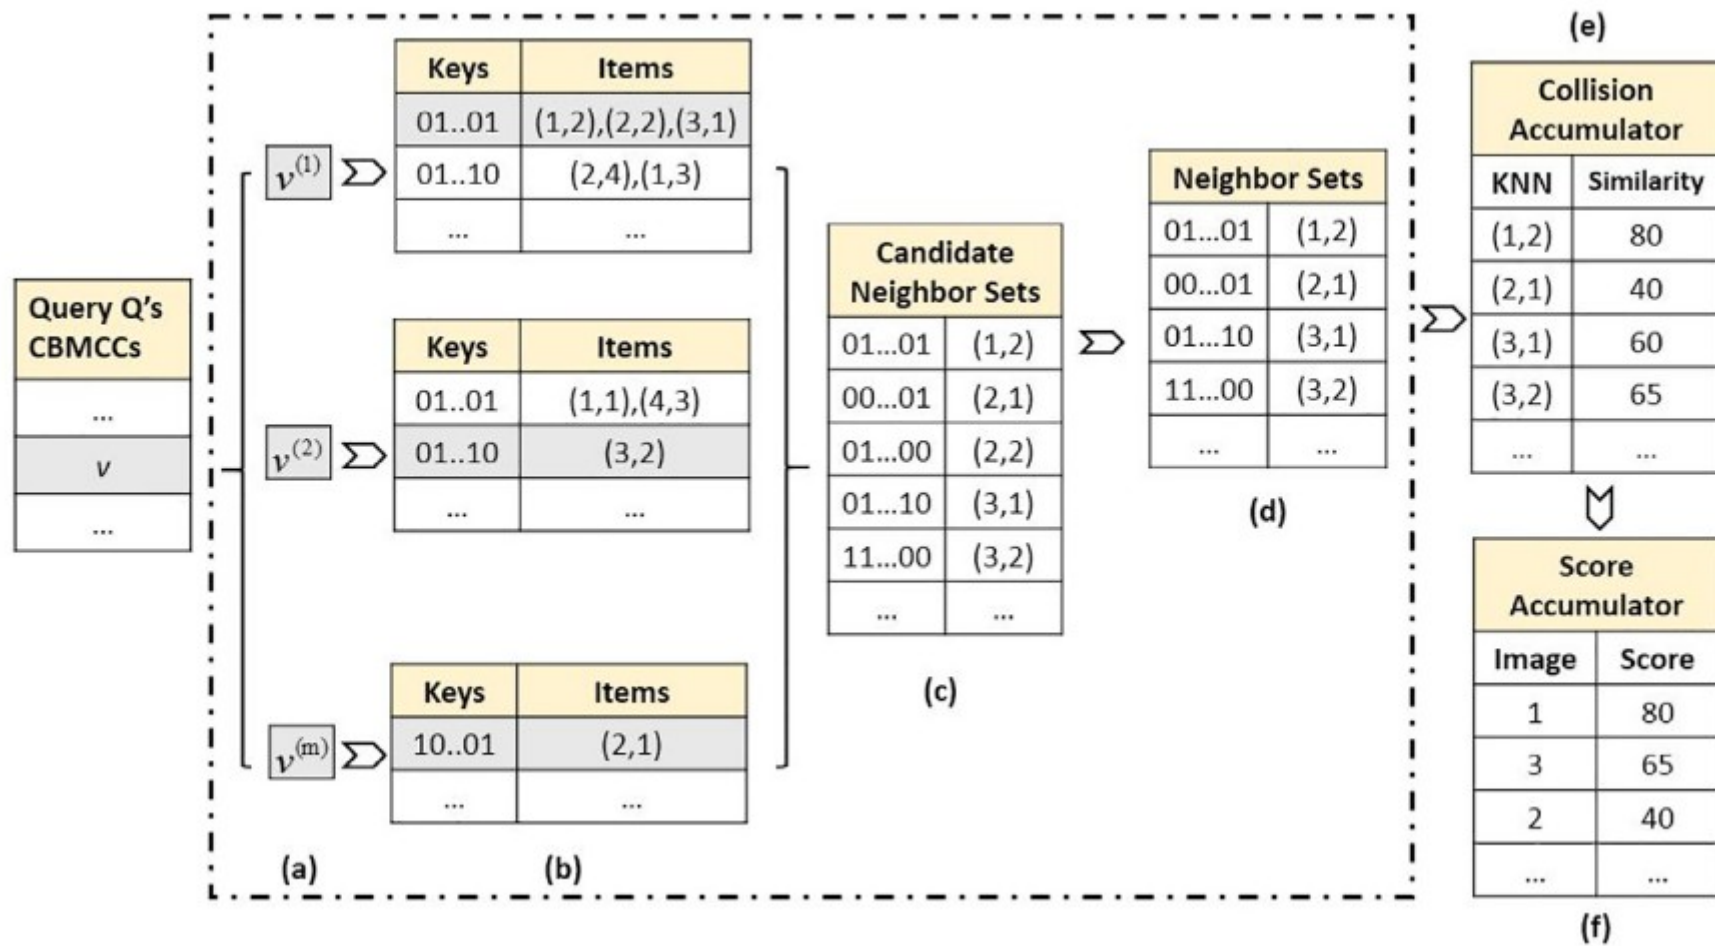 Query Q's
CBMCCs
...
v
...
v(1)
v(2)
v(m)
(a)
Keys Items
01..01 (1,2),(2,2),(3,1)
01..10 (2,4),(1,3)
... ...
Keys Items
01..01 (1,1),(4,3)
01..10 (3,2)
... ...
Keys Items
10..01 (2,1)
... ...
(b)
Candidate
Neighbor Sets
01...01 (1,2)
00...01 (2,1)
01...00 (2,2)
01...10 (3,1)
11...00 (3,2)
... ...
(c)
Neighbor Sets
01...01 (1,2)
00...01 (2,1)
01...10 (3,1)
11...00 (3,2)
... ...
(d)
(e)
Collision
Accumulator
KNN Similarity
(1,2) 80
(2,1) 40
(3,1) 60
(3,2) 65
... ...
Score
Accumulator
Image Score
1 80
3 65
2 40
... ...
(f)